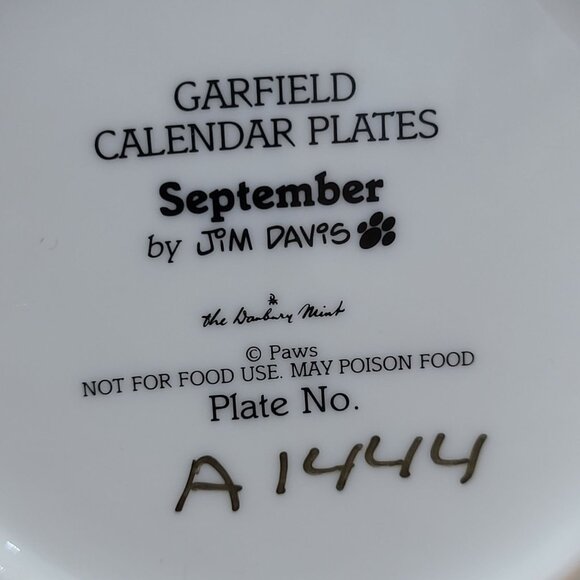 GARFIELD
CALENDAR PLATES
September
by JIM DAVIS
the Danbury Mint
© Paws
NOT FOR FOOD USE. MAY POISON FOOD
Plate No.
A 1444